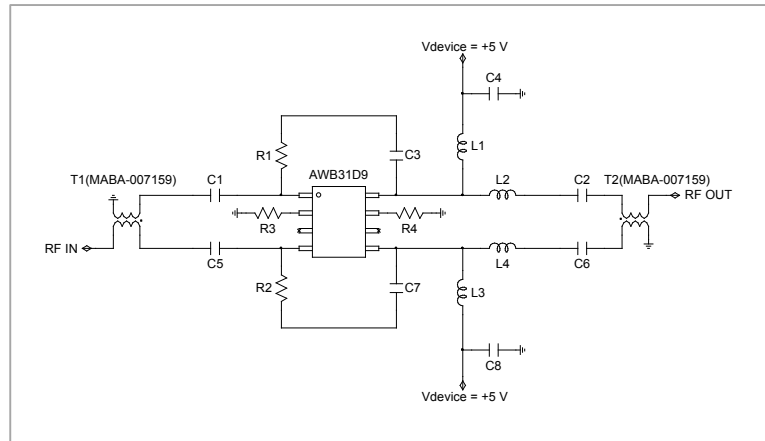 Vdevice = +5 V
C4
R1
C3
L1
AWB31D9
T1(MABA-007159)
C1
L2
C2
T2(MABA-007159)
RF OUT
R3
R4
RF IN
C5
L4
C6
R2
C7
L3
C8
Vdevice = +5 V